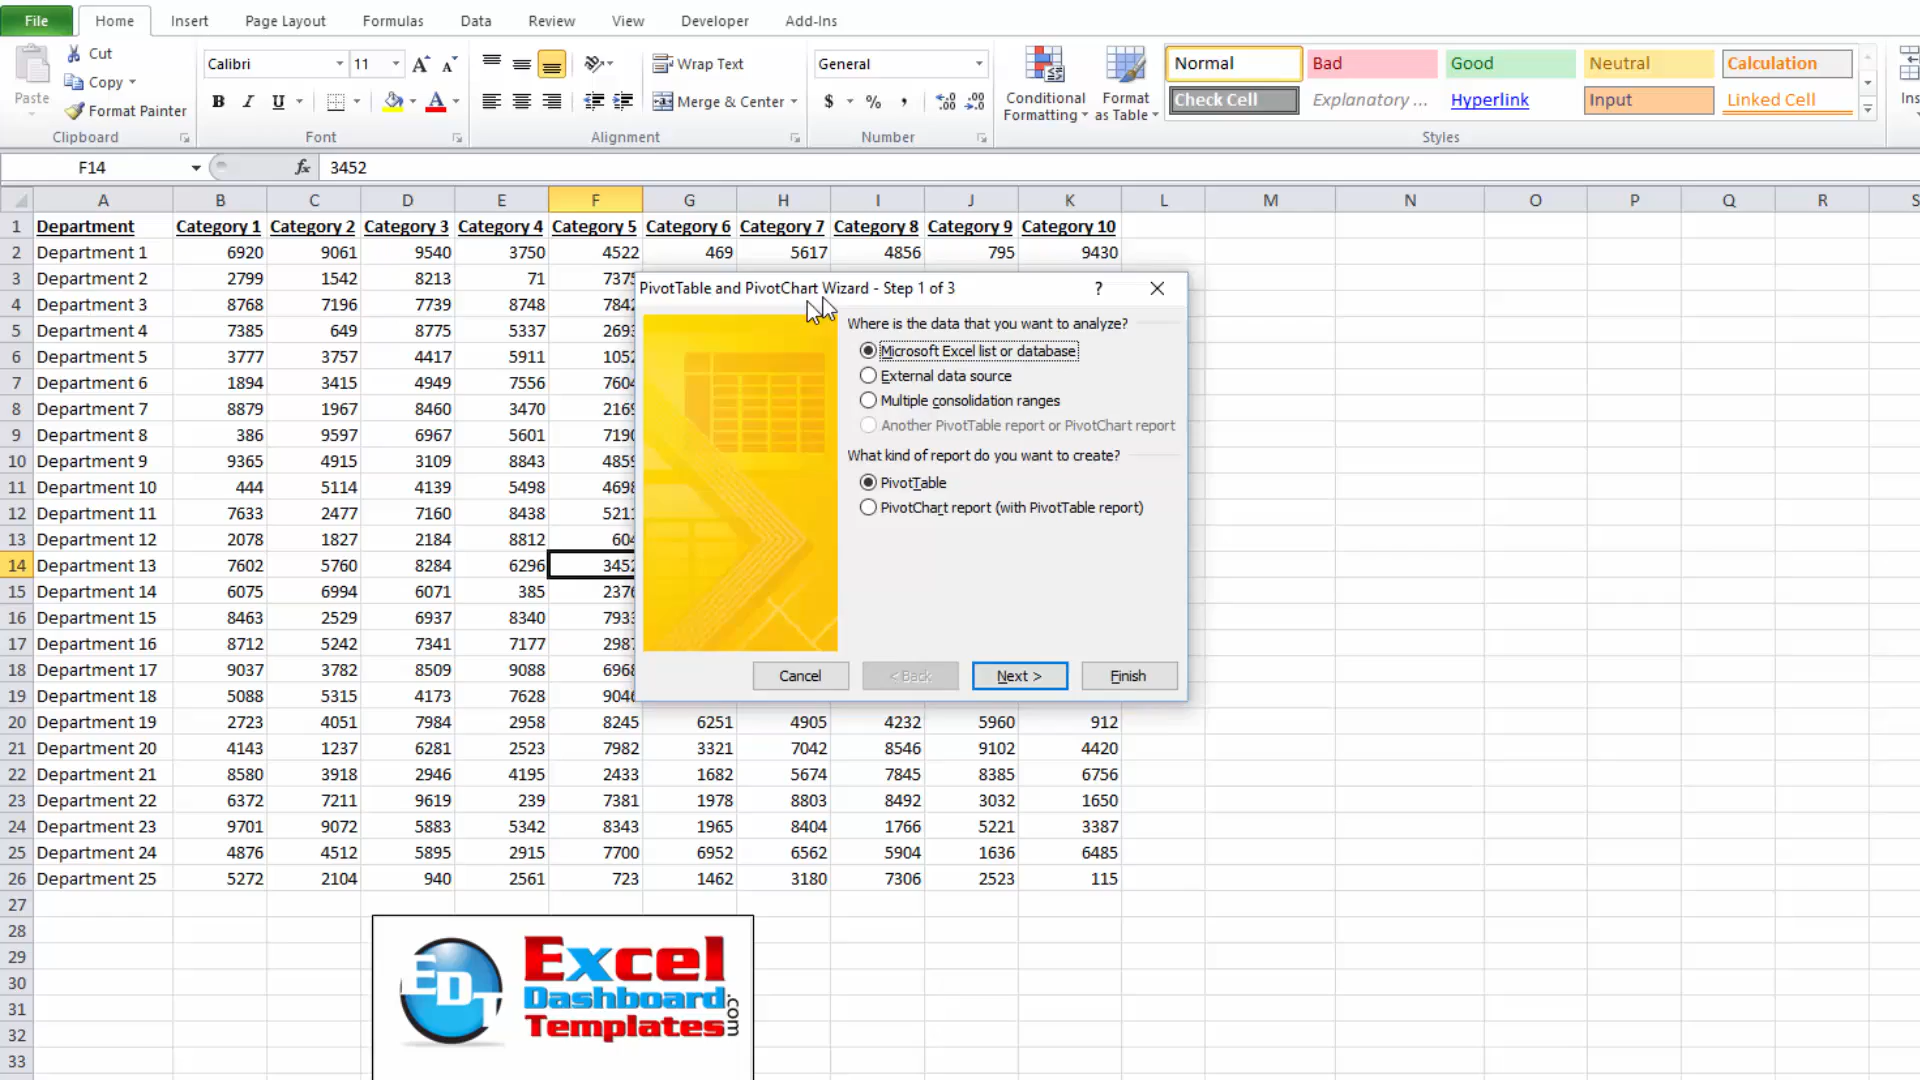 File Home Insert Page Layout Formulas Data Review View Developer Add-Ins
Paste Cut Copy Format Painter Clipboard
Calibri 11 B I U Font
Wrap Text Merge & Center Alignment
General $ % , .00 .00 Number
Conditional Formatting Format as Table
Normal Bad Good Neutral Calculation
Check Cell Explanatory ... Hyperlink Input Linked Cell
Styles
F14 fx 3452
A B C D E F G H I J K L M N O P Q R S
1 Department Category 1 Category 2 Category 3 Category 4 Category 5 Category 6 Category 7 Category 8 Category 9 Category 10
2 Department 1 6920 9061 9540 3750 4522 469 5617 4856 795 9430
3 Department 2 2799 1542 8213 71 7375
4 Department 3 8768 7196 7739 8748 7842
5 Department 4 7385 649 8775 5337 2693
6 Department 5 3777 3757 4417 5911 1052
7 Department 6 1894 3415 4949 7556 7604
8 Department 7 8879 1967 8460 3470 2169
9 Department 8 386 9597 6967 5601 7190
10 Department 9 9365 4915 3109 8843 4859
11 Department 10 444 5114 4139 5498 4698
12 Department 11 7633 2477 7160 8438 5211
13 Department 12 2078 1827 2184 8812 604
14 Department 13 7602 5760 8284 6296 3452
15 Department 14 6075 6994 6071 385 2376
16 Department 15 8463 2529 6937 8340 7933
17 Department 16 8712 5242 7341 7177 2987
18 Department 17 9037 3782 8509 9088 6968
19 Department 18 5088 5315 4173 7628 9046
20 Department 19 2723 4051 7984 2958 8245 6251 4905 4232 5960 912
21 Department 20 4143 1237 6281 2523 7982 3321 7042 8546 9102 4420
22 Department 21 8580 3918 2946 4195 2433 1682 5674 7845 8385 6756
23 Department 22 6372 7211 9619 239 7381 1978 8803 8492 3032 1650
24 Department 23 9701 9072 5883 5342 8343 1965 8404 1766 5221 3387
25 Department 24 4876 4512 5895 2915 7700 6952 6562 5904 1636 6485
26 Department 25 5272 2104 940 2561 723 1462 3180 7306 2523 115
27
28
29
30
31
32
33
PivotTable and PivotChart Wizard - Step 1 of 3 ?
Where is the data that you want to analyze?
Microsoft Excel list or database
External data source
Multiple consolidation ranges
Another PivotTable report or PivotChart report
What kind of report do you want to create?
PivotTable
PivotChart report (with PivotTable report)
Cancel < Back Next > Finish
EDT
Excel
Dashboard
Templates
.com